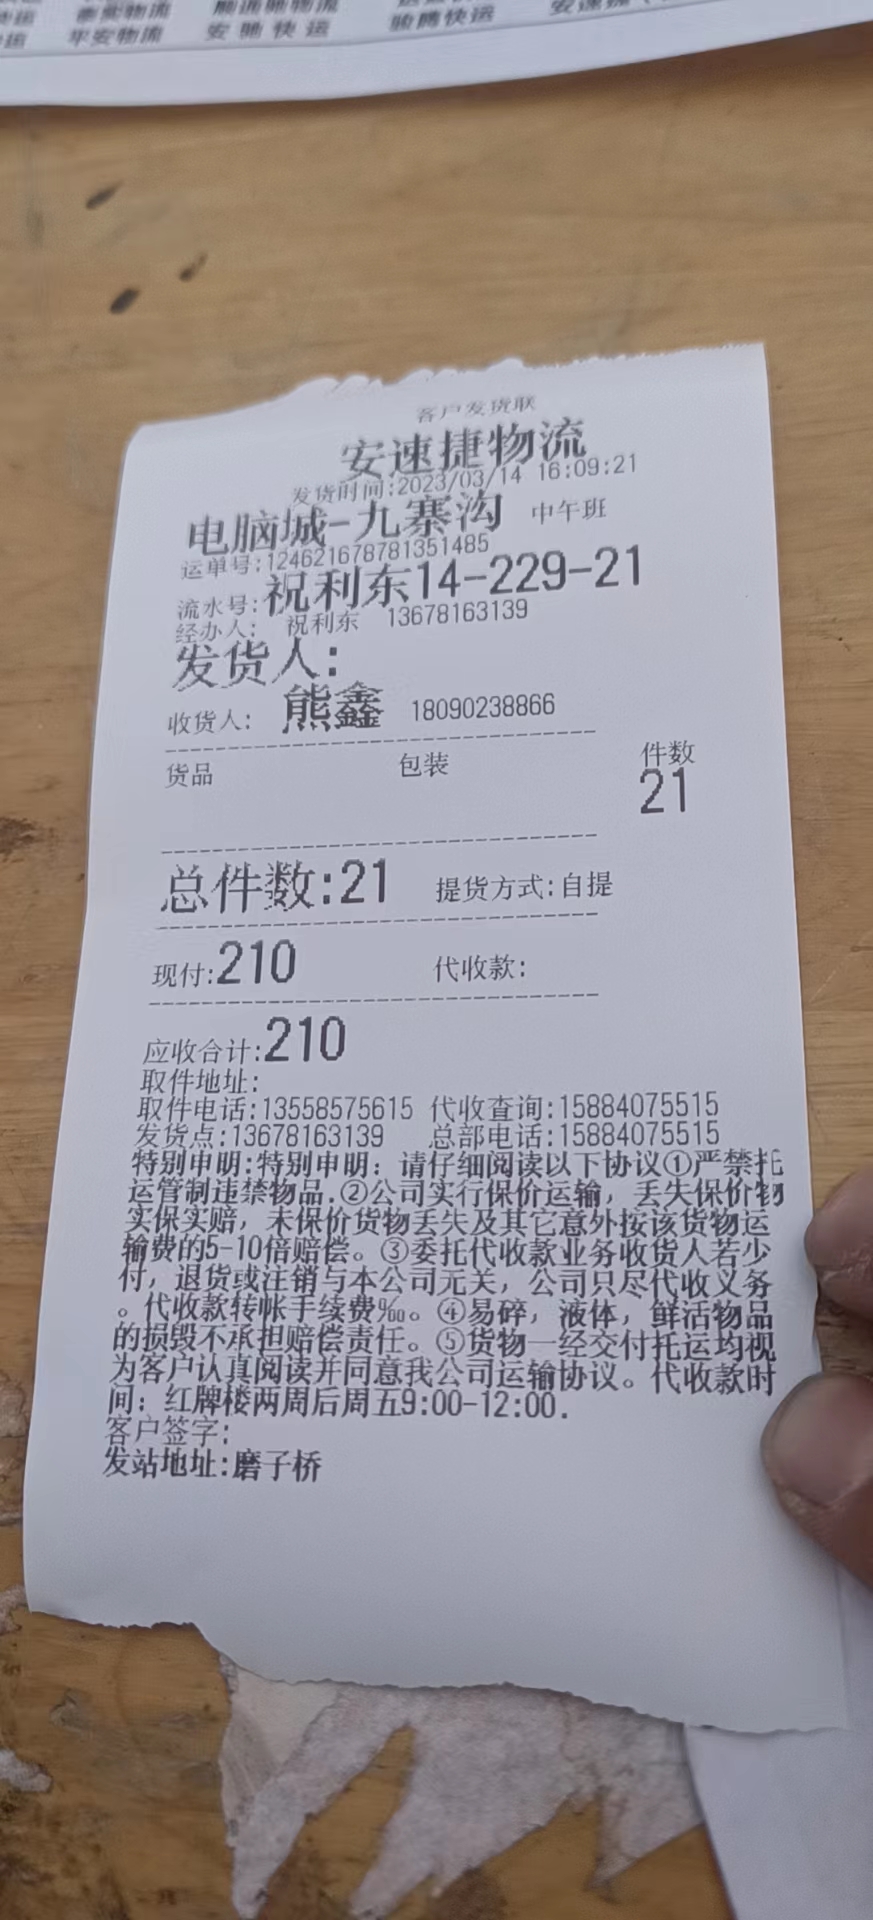 泰奥物流
平安物流
安驰快运
骏腾快运
客户发货联
安速捷物流
发货时间:2023/03/14 16:09:21
电脑城-九寨沟 中午班
运单号:124621678781351485
流水号:祝利东14-229-21
经办人: 祝利东 13678163139
发货人:
收货人: 熊鑫 18090238866
货品 包装 件数
21
总件数:21 提货方式:自提
现付:210 代收款:
应收合计:210
取件地址:
取件电话:13558575615 代收查询:15884075515
发货点:13678163139 总部电话:15884075515
特别申明:特别申明: 请仔细阅读以下协议①严禁托
运管制违禁物品.②公司实行保价运输, 丢失保价物
实保实赔, 未保价货物丢失及其它意外按该货物运
输费的5-10倍赔偿。③委托代收款业务收货人若少
付, 退货或注销与本公司无关, 公司只尽代收义务
。代收款转帐手续费‰。④易碎, 液体, 鲜活物品
的损毁不承担赔偿责任。⑤货物一经交付托运均视
为客户认真阅读并同意我公司运输协议。代收款时
间: 红牌楼两周后周五9:00-12:00.
客户签字:
发站地址:磨子桥